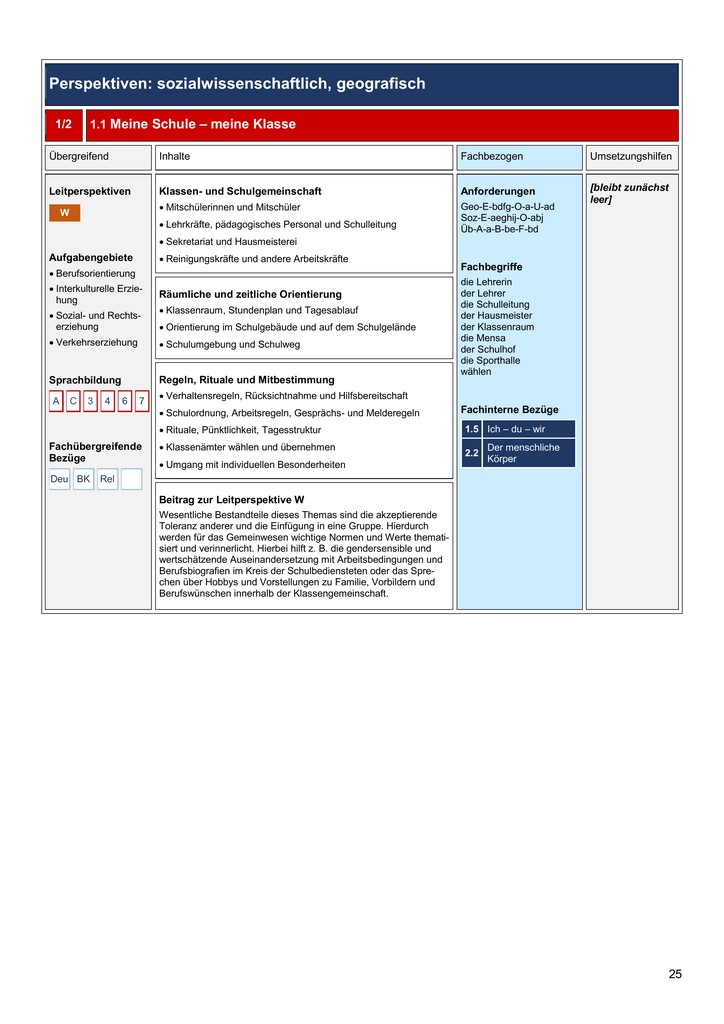 Perspektiven: sozialwissenschaftlich, geografisch
1/2
1.1 Meine Schule – meine Klasse
Übergreifend
Inhalte
Fachbezogen
Umsetzungshilfen
Leitperspektiven
W
Aufgabengebiete
• Berufsorientierung
• Interkulturelle Erzie-
hung
• Sozial- und Rechts-
erziehung
• Verkehrserziehung
Sprachbildung
A C 3 4 6 7
Fachübergreifende
Bezüge
Deu BK Rel
Klassen- und Schulgemeinschaft
• Mitschülerinnen und Mitschüler
• Lehrkräfte, pädagogisches Personal und Schulleitung
• Sekretariat und Hausmeisterei
• Reinigungskräfte und andere Arbeitskräfte
Räumliche und zeitliche Orientierung
• Klassenraum, Stundenplan und Tagesablauf
• Orientierung im Schulgebäude und auf dem Schulgelände
• Schulumgebung und Schulweg
Regeln, Rituale und Mitbestimmung
• Verhaltensregeln, Rücksichtnahme und Hilfsbereitschaft
• Schulordnung, Arbeitsregeln, Gesprächs- und Melderegeln
• Rituale, Pünktlichkeit, Tagesstruktur
• Klassenämter wählen und übernehmen
• Umgang mit individuellen Besonderheiten
Beitrag zur Leitperspektive W
Wesentliche Bestandteile dieses Themas sind die akzeptierende
Toleranz anderer und die Einfügung in eine Gruppe. Hierdurch
werden für das Gemeinwesen wichtige Normen und Werte themati-
siert und verinnerlicht. Hierbei hilft z. B. die gendersensible und
wertschätzende Auseinandersetzung mit Arbeitsbedingungen und
Berufsbiografien im Kreis der Schulbediensteten oder das Spre-
chen über Hobbys und Vorstellungen zu Familie, Vorbildern und
Berufswünschen innerhalb der Klassengemeinschaft.
Anforderungen
Geo-E-bdfg-O-a-U-ad
Soz-E-aeghij-O-abj
Üb-A-a-B-be-F-bd
Fachbegriffe
die Lehrerin
der Lehrer
die Schulleitung
der Hausmeister
der Klassenraum
die Mensa
der Schulhof
die Sporthalle
wählen
Fachinterne Bezüge
1.5 Ich – du – wir
2.2 Der menschliche
Körper
[bleibt zunächst
leer]
25